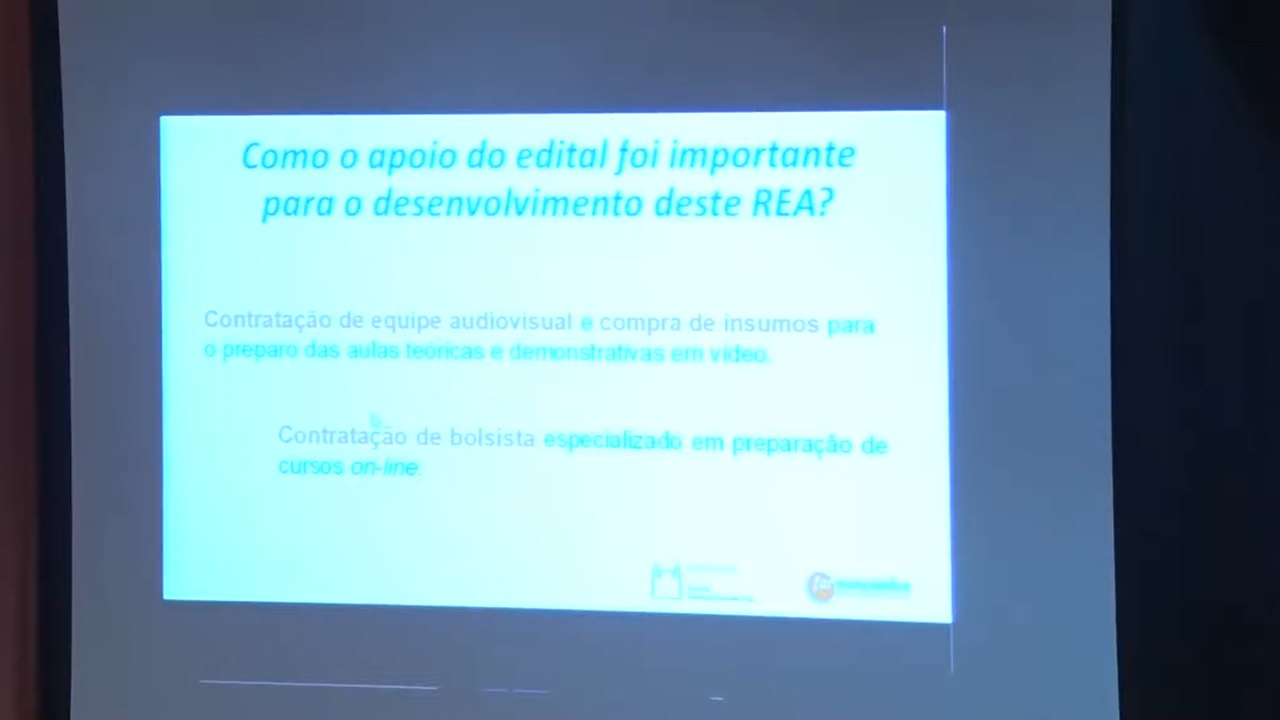 Como o apoio do edital foi importante
para o desenvolvimento deste REA?
Contratação de equipe audiovisual e compra de insumos para
o preparo das aulas teóricas e demonstrativas em vídeo.
Contratação de bolsista especializado em preparação de
cursos on-line.